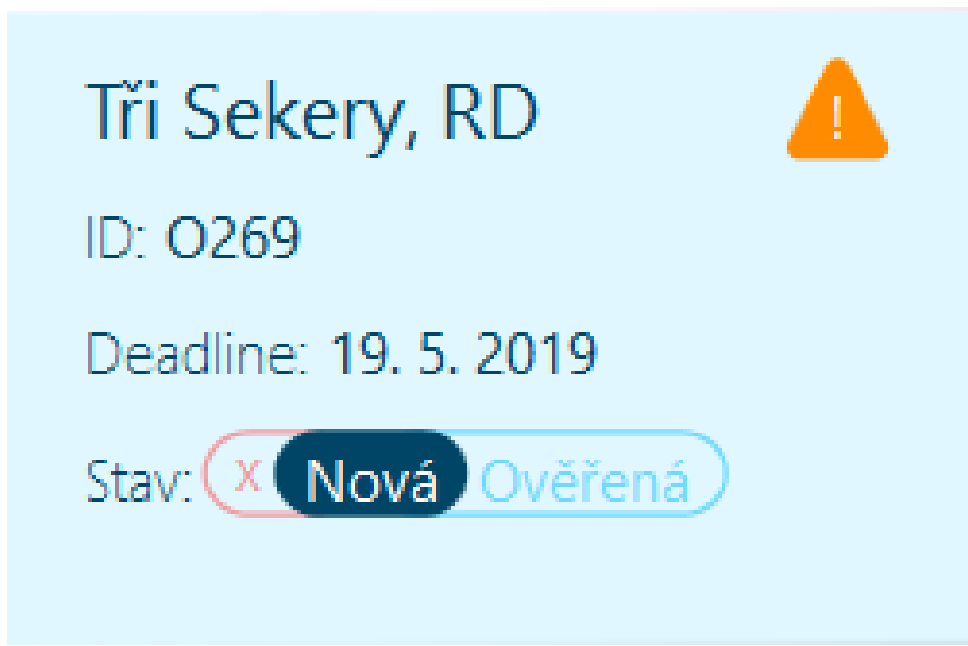 Tři Sekery, RD
!
ID: O269
Deadline: 19. 5. 2019
Stav: X Nová Ověřená